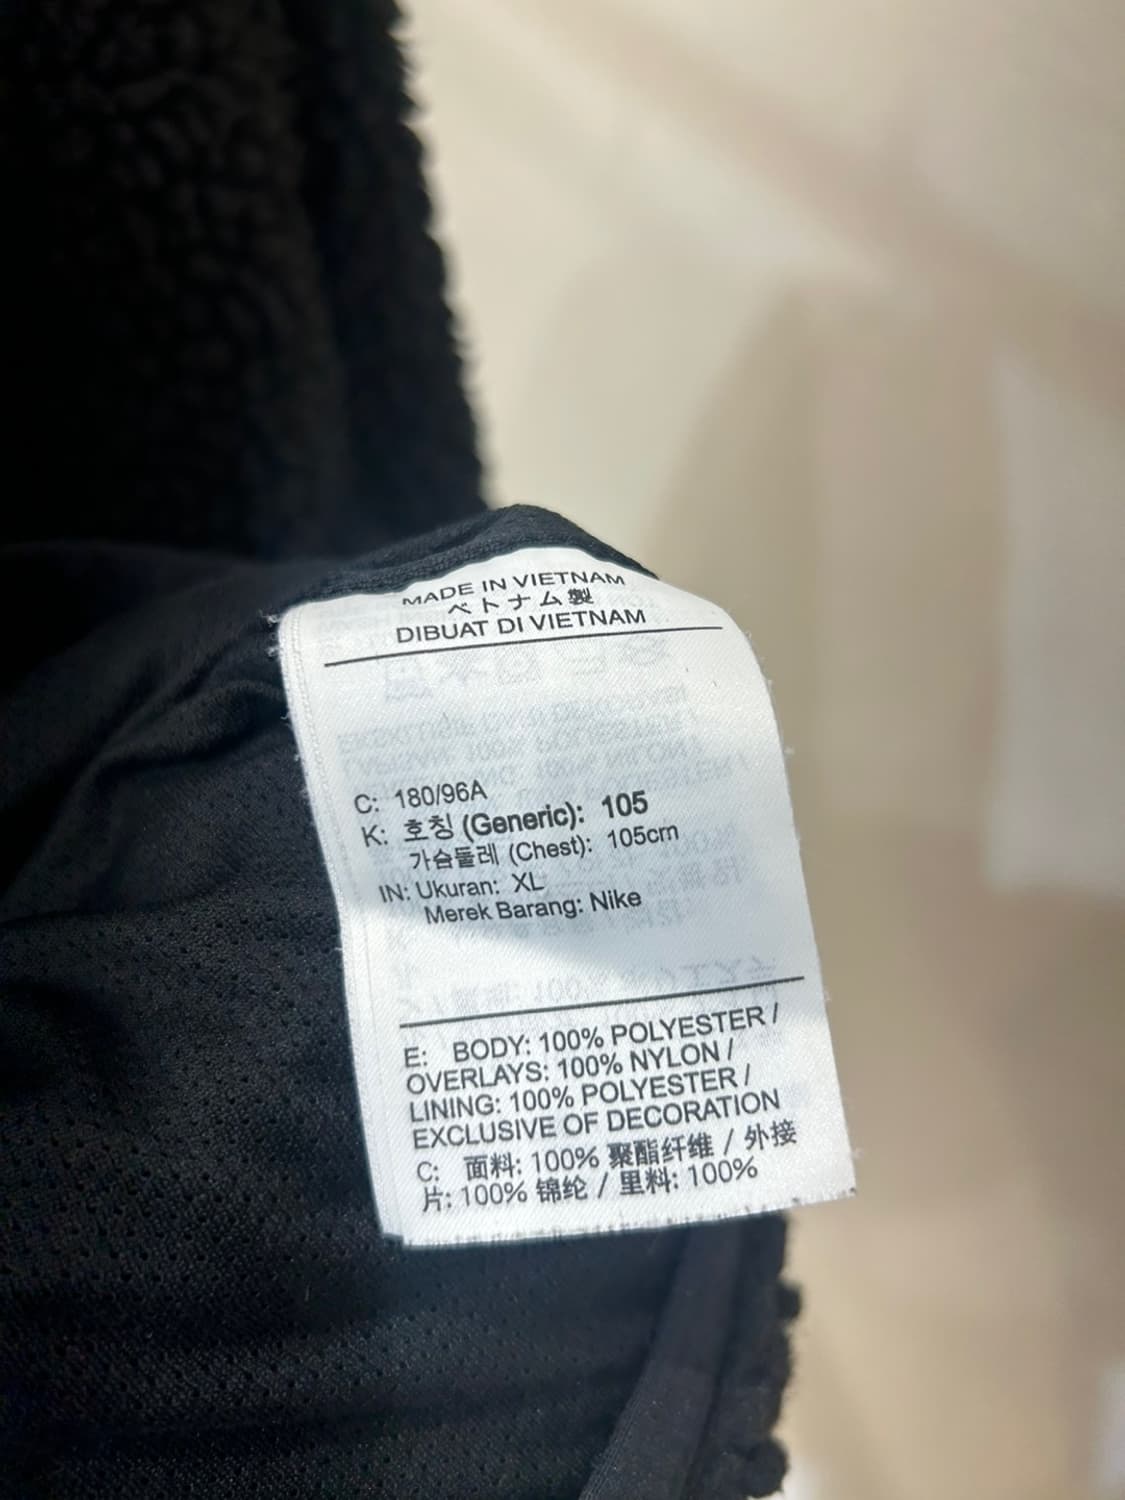 MADE IN VIETNAM
ベトナム製
DIBUAT DI VIETNAM
C: 180/96A
K: 호칭 (Generic): 105
가슴둘레 (Chest): 105cm
IN: Ukuran: XL
Merek Barang: Nike
E: BODY: 100% POLYESTER /
OVERLAYS: 100% NYLON /
LINING: 100% POLYESTER /
EXCLUSIVE OF DECORATION
C: 面料: 100% 聚酯纤维 / 外接
片: 100% 锦纶 / 里料: 100%